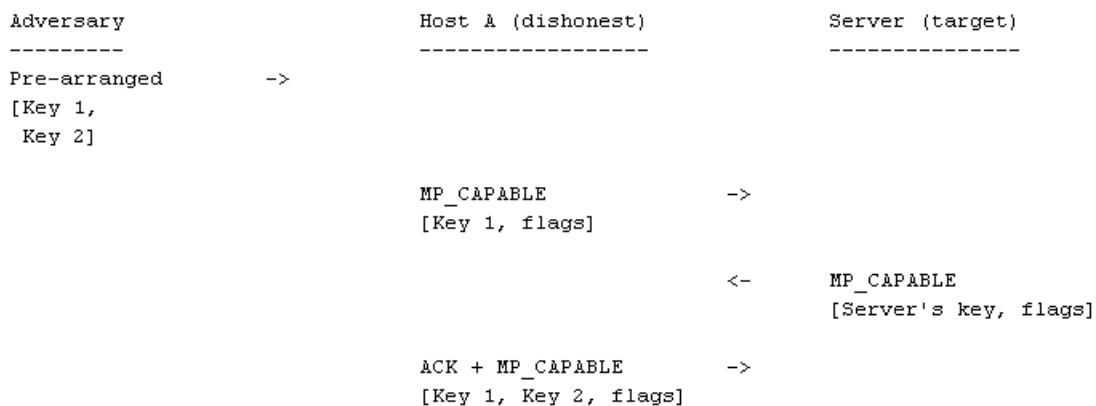 Adversary Host A (dishonest) Server (target)
--------- ------------------ ---------------
Pre-arranged ->
[Key 1,
Key 2]
MP_CAPABLE ->
[Key 1, flags]
<- MP_CAPABLE
[Server's key, flags]
ACK + MP_CAPABLE ->
[Key 1, Key 2, flags]